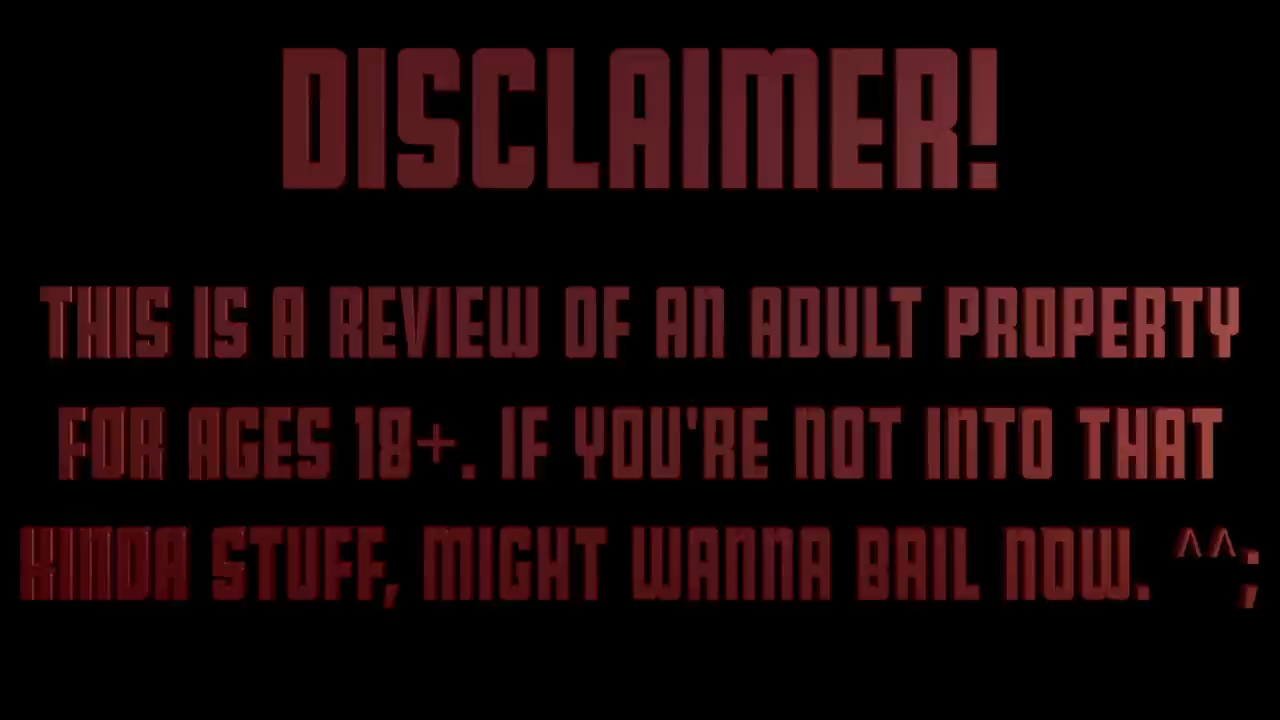 DISCLAIMER!
THIS IS A REVIEW OF AN ADULT PROPERTY
FOR AGES 18+. IF YOU'RE NOT INTO THAT
KINDA STUFF, MIGHT WANNA BAIL NOW. ^^;